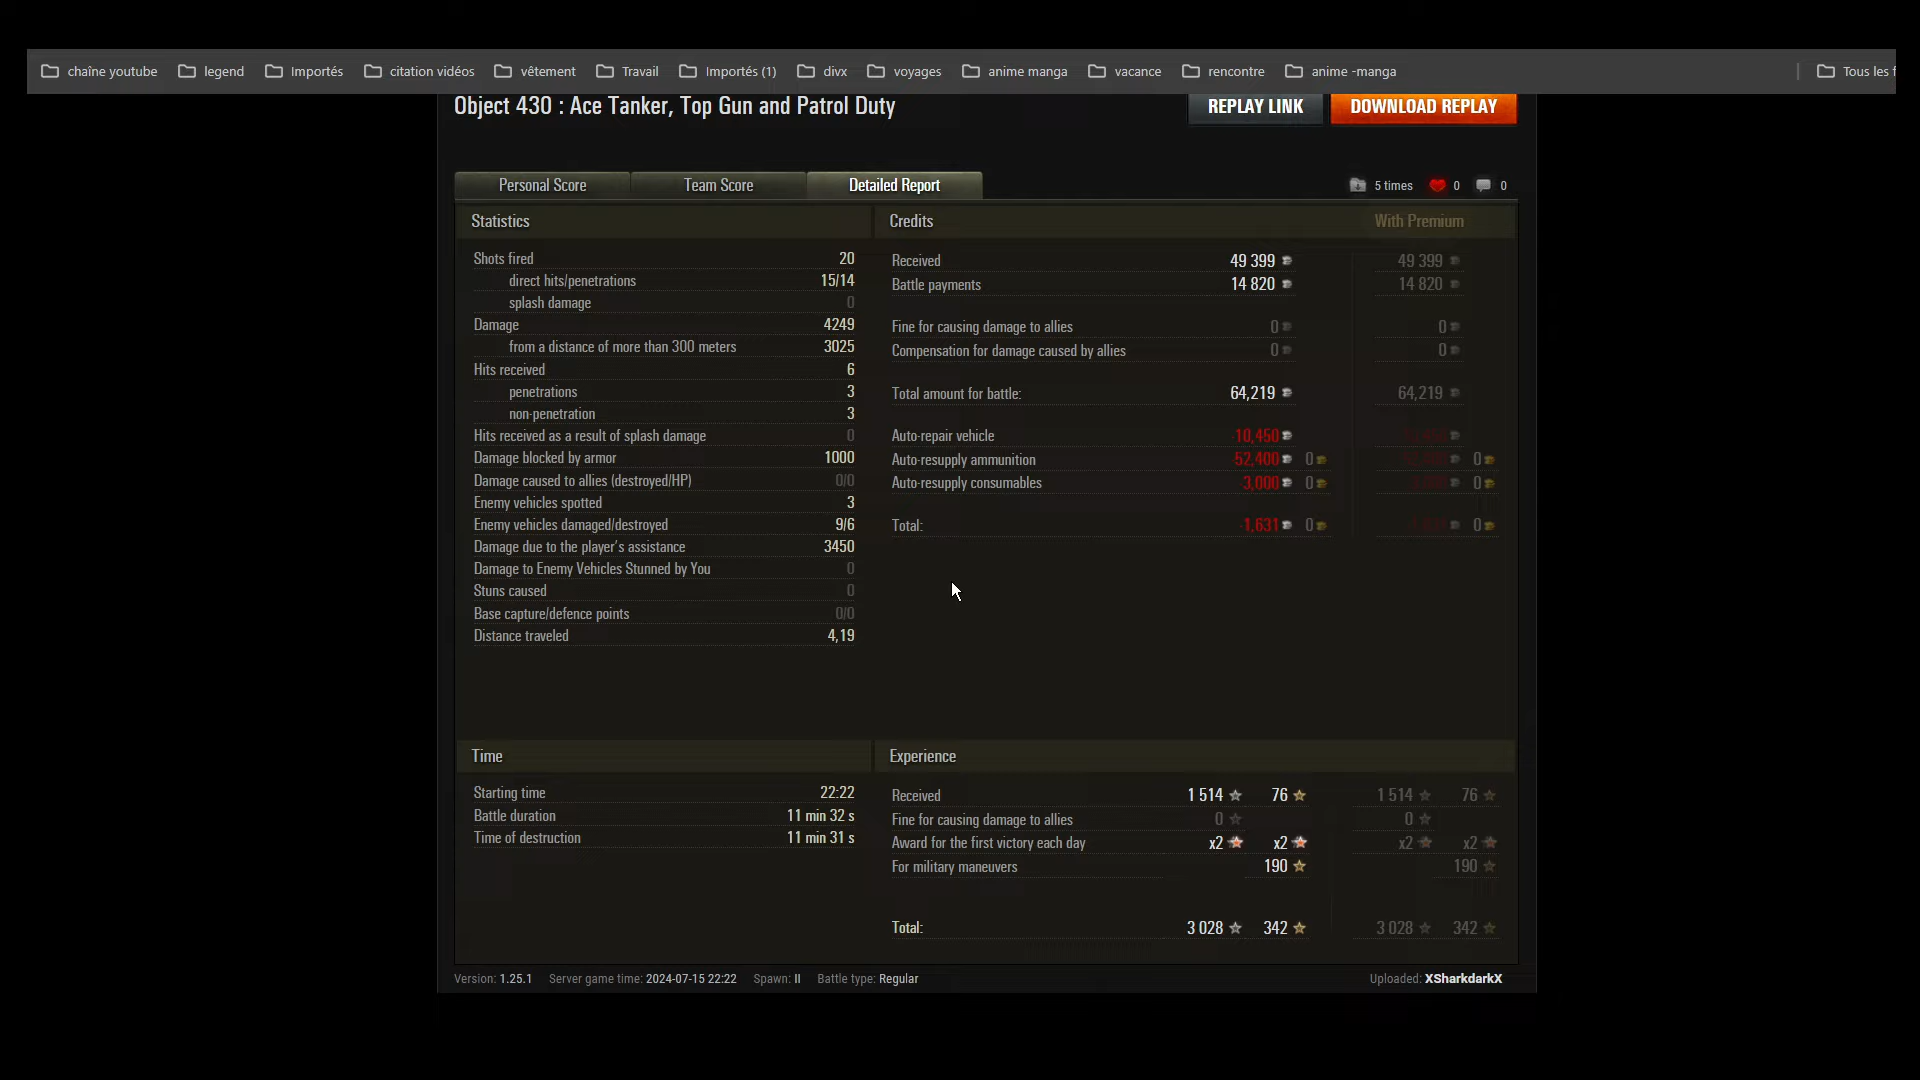 chaîne youtube legend Importés citation vidéos vêtement Travail Importés (1) divx voyages anime manga vacance rencontre anime -manga Tous les f
Object 430 : Ace Tanker, Top Gun and Patrol Duty REPLAY LINK DOWNLOAD REPLAY
Personal Score Team Score Detailed Report 5 times 0 0
Statistics
Shots fired 20
direct hits/penetrations 15/14
splash damage 0
Damage 4249
from a distance of more than 300 meters 3025
Hits received 6
penetrations 3
non-penetration 3
Hits received as a result of splash damage 0
Damage blocked by armor 1000
Damage caused to allies (destroyed/HP) 0/0
Enemy vehicles spotted 3
Enemy vehicles damaged/destroyed 9/6
Damage due to the player's assistance 3450
Damage to Enemy Vehicles Stunned by You 0
Stuns caused 0
Base capture/defence points 0/0
Distance traveled 4,19
Credits With Premium
Received 49 399 49 399
Battle payments 14 820 14 820
Fine for causing damage to allies 0 0
Compensation for damage caused by allies 0 0
Total amount for battle: 64,219 64,219
Auto-repair vehicle 10,450
Auto-resupply ammunition 52,400 0 0
Auto-resupply consumables 3,000 0 0
Total: -1,631 0 0
Time
Starting time 22:22
Battle duration 11 min 32 s
Time of destruction 11 min 31 s
Experience
Received 1 514 76 1 514 76
Fine for causing damage to allies 0 0
Award for the first victory each day x2 x2 x2 x2
For military maneuvers 190 190
Total: 3 028 342 3 028 342
Version: 1.25.1 Server game time: 2024-07-15 22:22 Spawn: II Battle type: Regular Uploaded: XSharkdarkX